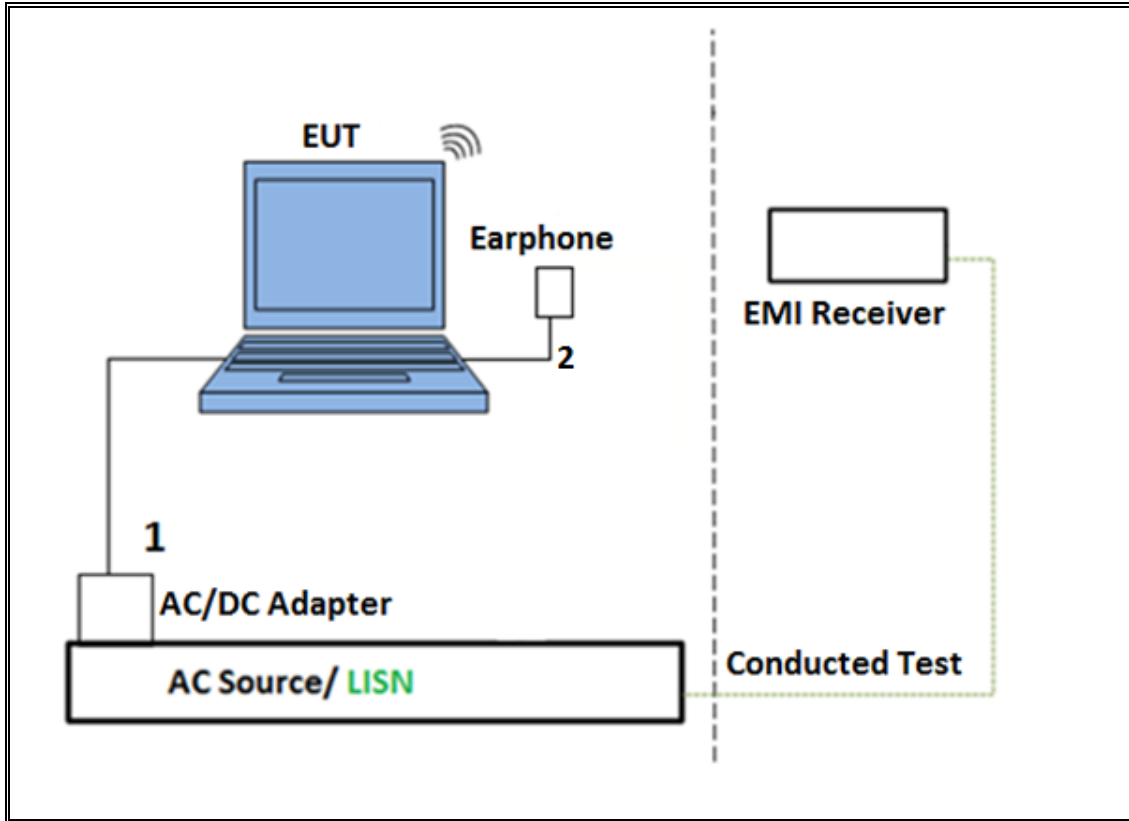 EUT
Earphone
2
EMI Receiver
1
AC/DC Adapter
AC Source/ LISN
Conducted Test